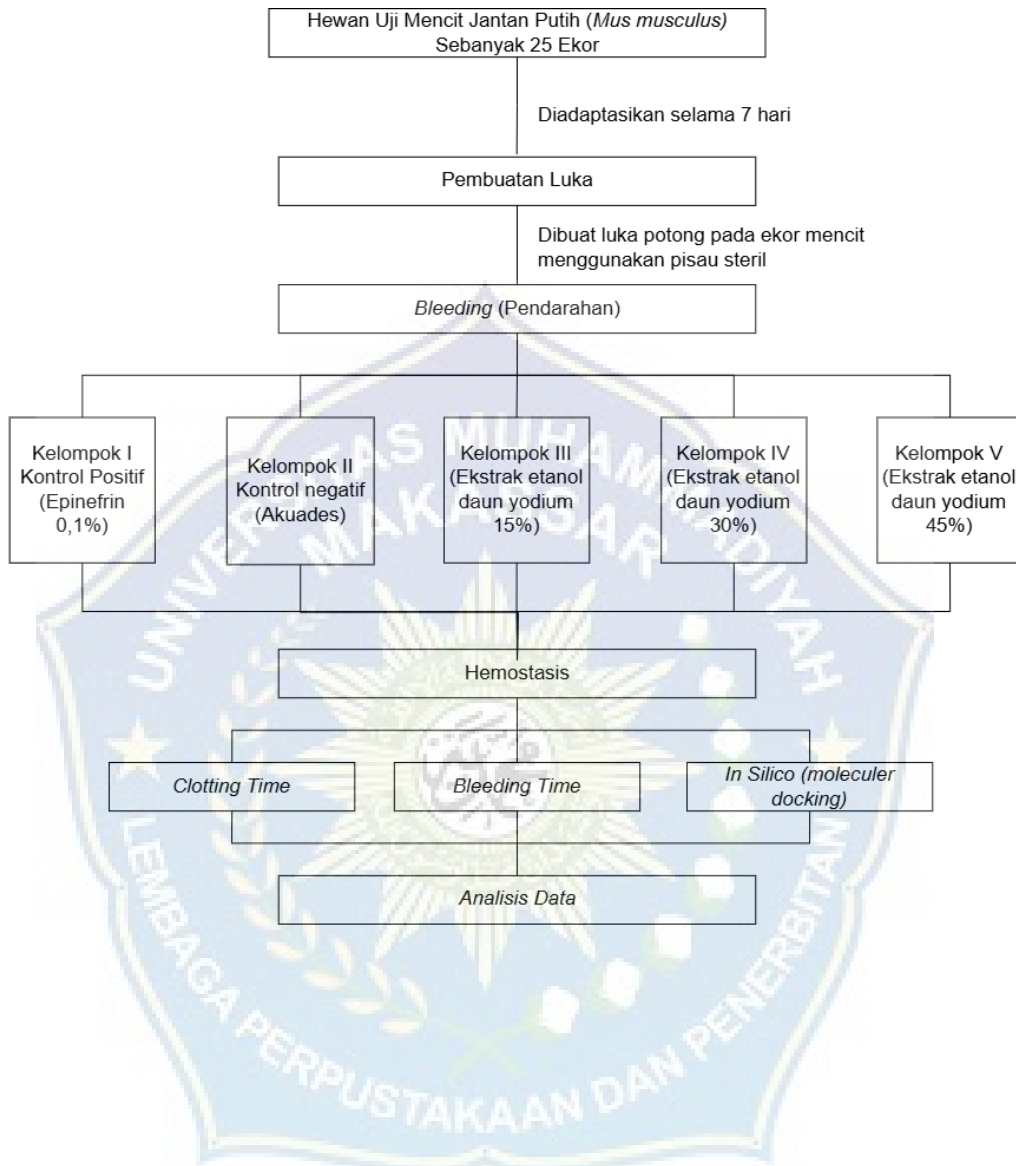 Hewan Uji Mencit Jantan Putih (Mus musculus)
Sebanyak 25 Ekor
Diadaptasikan selama 7 hari
Pembuatan Luka
Dibuat luka potong pada ekor mencit
menggunakan pisau steril
Bleeding (Pendarahan)
Kelompok I
Kontrol Positif
(Epinefrin
0,1%)
Kelompok II
Kontrol negatif
(Akuades)
Kelompok III
(Ekstrak etanol
daun yodium
15%)
Kelompok IV
(Ekstrak etanol
daun yodium
30%)
Kelompok V
(Ekstrak etanol
daun yodium
45%)
Hemostasis
Clotting Time
Bleeding Time
In Silico (moleculer
docking)
Analisis Data
UNIVERSITAS MUHAMMADIYAH
MAKASSAR
LEMBAGA PERPUSTAKAAN DAN PENERBITAN